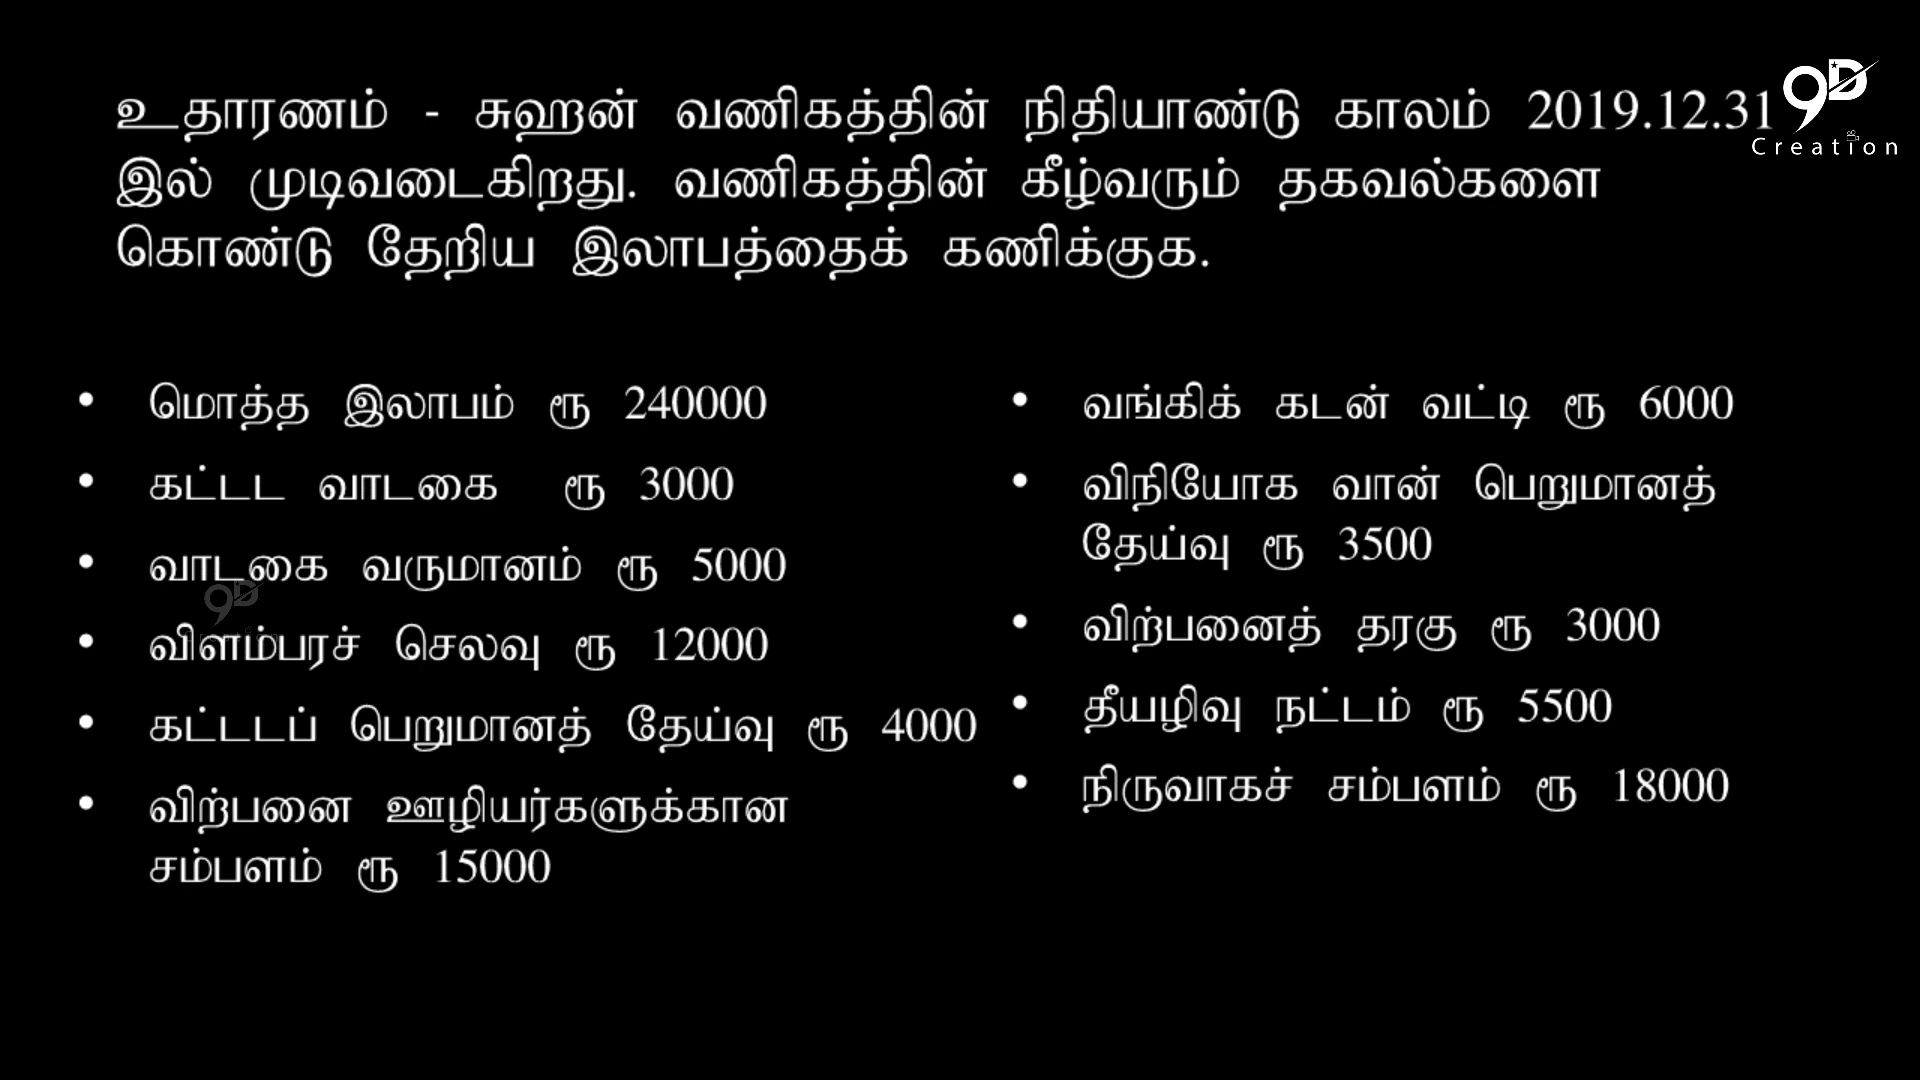 உதாரணம் - சுஹன் வணிகத்தின் நிதியாண்டு காலம் 2019.12.31
இல் முடிவடைகிறது. வணிகத்தின் கீழ்வரும் தகவல்களை
கொண்டு தேறிய இலாபத்தைக் கணிக்குக.
9D
Creation
• மொத்த இலாபம் ரூ 240000
• கட்டட வாடகை ரூ 3000
• வாடகை வருமானம் ரூ 5000
• விளம்பரச் செலவு ரூ 12000
• கட்டடப் பெறுமானத் தேய்வு ரூ 4000
• விற்பனை ஊழியர்களுக்கான
சம்பளம் ரூ 15000
• வங்கிக் கடன் வட்டி ரூ 6000
• விநியோக வான் பெறுமானத்
தேய்வு ரூ 3500
• விற்பனைத் தரகு ரூ 3000
• தீயழிவு நட்டம் ரூ 5500
• நிருவாகச் சம்பளம் ரூ 18000
9D
Creation